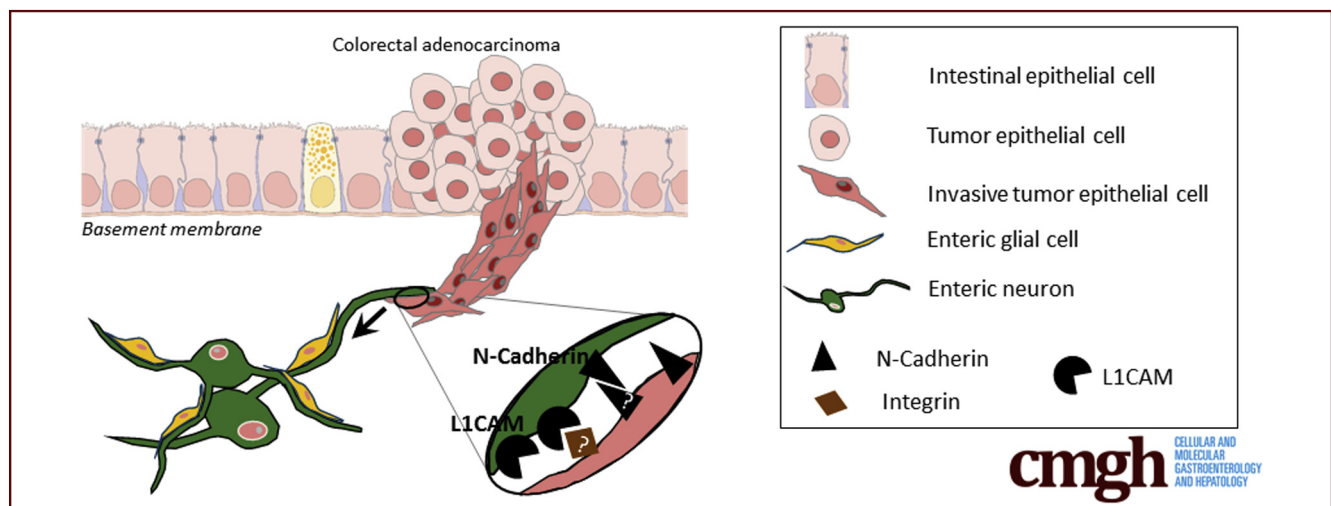 Colorectal adenocarcinoma
Basement membrane
N-Cadherin
?
L1CAM
?
Intestinal epithelial cell
Tumor epithelial cell
Invasive tumor epithelial cell
Enteric glial cell
Enteric neuron
N-Cadherin
L1CAM
Integrin
cmgh
CELLULAR AND
MOLECULAR
GASTROENTEROLOGY
AND HEPATOLOGY